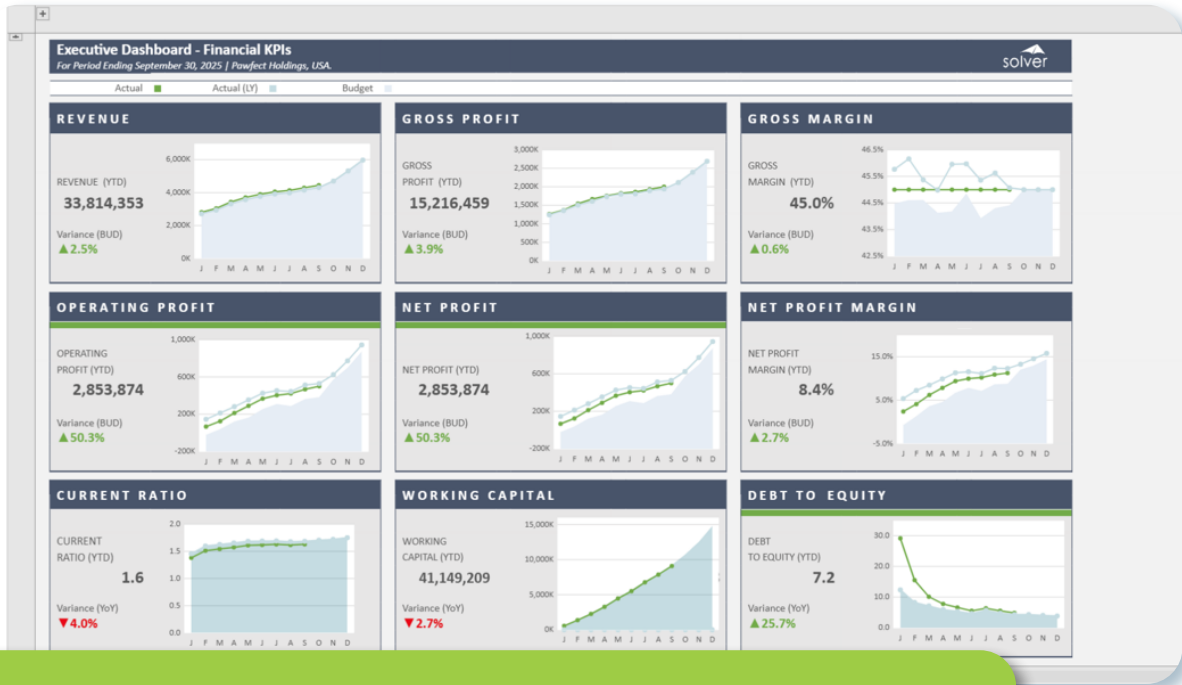 Executive Dashboard - Financial KPIs
For Period Ending September 30, 2025 | Pawfect Holdings, USA.
solver
Actual Actual (LY) Budget
REVENUE
REVENUE (YTD)
33,814,353
Variance (BUD)
▲2.5%
6,000K
4,000K
2,000K
0K
J F M A M J J A S O N D
GROSS PROFIT
GROSS
PROFIT (YTD)
15,216,459
Variance (BUD)
▲3.9%
3,000K
2,500K
2,000K
1,500K
1,000K
500K
0K
J F M A M J J A S O N D
GROSS MARGIN
GROSS
MARGIN (YTD)
45.0%
Variance (BUD)
▲0.6%
46.5%
45.5%
44.5%
43.5%
42.5%
J F M A M J J A S O N D
OPERATING PROFIT
OPERATING
PROFIT (YTD)
2,853,874
Variance (BUD)
▲50.3%
1,000K
600K
200K
-200K
J F M A M J J A S O N D
NET PROFIT
NET PROFIT (YTD)
2,853,874
Variance (BUD)
▲50.3%
1,000K
600K
200K
-200K
J F M A M J J A S O N D
NET PROFIT MARGIN
NET PROFIT
MARGIN (YTD)
8.4%
Variance (BUD)
▲2.7%
15.0%
5.0%
-5.0%
J F M A M J J A S O N D
CURRENT RATIO
CURRENT
RATIO (YTD)
1.6
Variance (YoY)
▼4.0%
2.0
1.5
1.0
0.5
0.0
J F M A M J J A S O N D
WORKING CAPITAL
WORKING
CAPITAL (YTD)
41,149,209
Variance (YoY)
▼2.7%
15,000K
10,000K
5,000K
0K
J F M A M J J A S O N D
DEBT TO EQUITY
DEBT
TO EQUITY (YTD)
7.2
Variance (YoY)
▲25.7%
30.0
20.0
10.0
0.0
J F M A M J J A S O N D